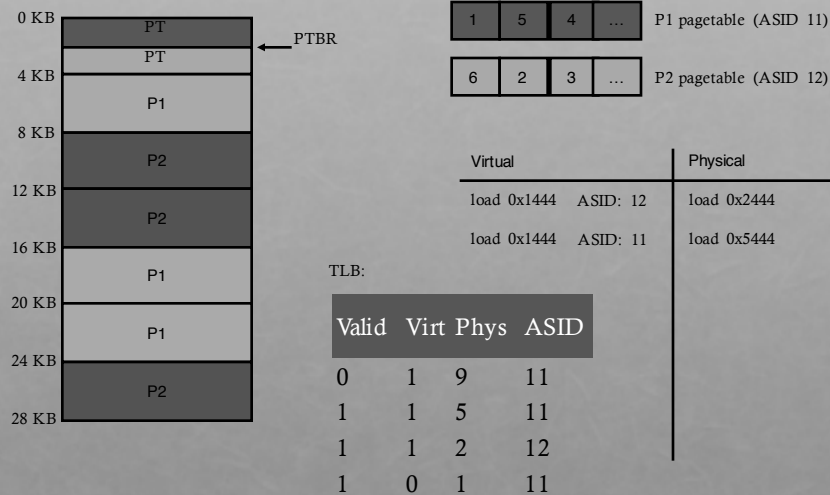 0 KB
PT
PTBR
PT
4 KB
P1
8 KB
P2
12 KB
P2
16 KB
P1
20 KB
P1
24 KB
P2
28 KB
1 5 4 ... P1 pagetable (ASID 11)
6 2 3 ... P2 pagetable (ASID 12)
Virtual Physical
load 0x1444 ASID: 12 load 0x2444
load 0x1444 ASID: 11 load 0x5444
TLB:
Valid Virt Phys ASID
0 1 9 11
1 1 5 11
1 1 2 12
1 0 1 11